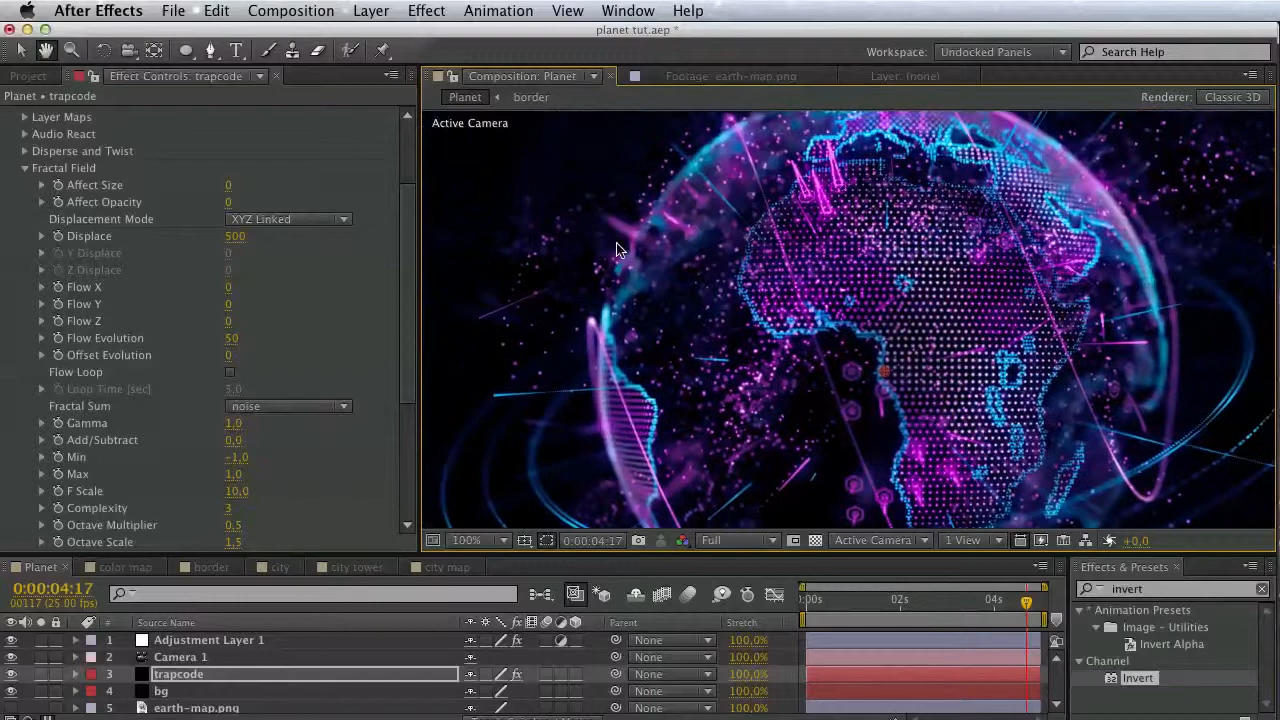 After Effects File Edit Composition Layer Effect Animation View Window Help
planet tut.aep *
Workspace: Undocked Panels Search Help
Project Effect Controls: trapcode Composition: Planet Footage: earth-map.png Layer: (none)
Planet • trapcode Planet border Renderer: Classic 3D
Active Camera
Layer Maps
Audio React
Disperse and Twist
Fractal Field
Affect Size 0
Affect Opacity 0
Displacement Mode XYZ Linked
Displace 500
Y Displace 0
Z Displace 0
Flow X 0
Flow Y 0
Flow Z 0
Flow Evolution 50
Offset Evolution 0
Flow Loop
Loop Time [sec] 5,0
Fractal Sum noise
Gamma 1,0
Add/Subtract 0,0
Min -1,0
Max 1,0
F Scale 10,0
Complexity 3
Octave Multiplier 0,5
Octave Scale 1,5
100% 0:00:04:17 Full Active Camera 1 View +0,0
Planet color map border city city tower city map Effects & Presets
0:00:04:17 invert
00117 (25.00 fps)
:00s 02s 04s
# Source Name Parent Stretch
1 Adjustment Layer 1 fx None 100,0%
2 Camera 1 None 100,0%
3 trapcode fx None 100,0%
4 bg None 100,0%
5 earth-map.png None 100,0%
* Animation Presets
Image - Utilities
Invert Alpha
Channel
Invert